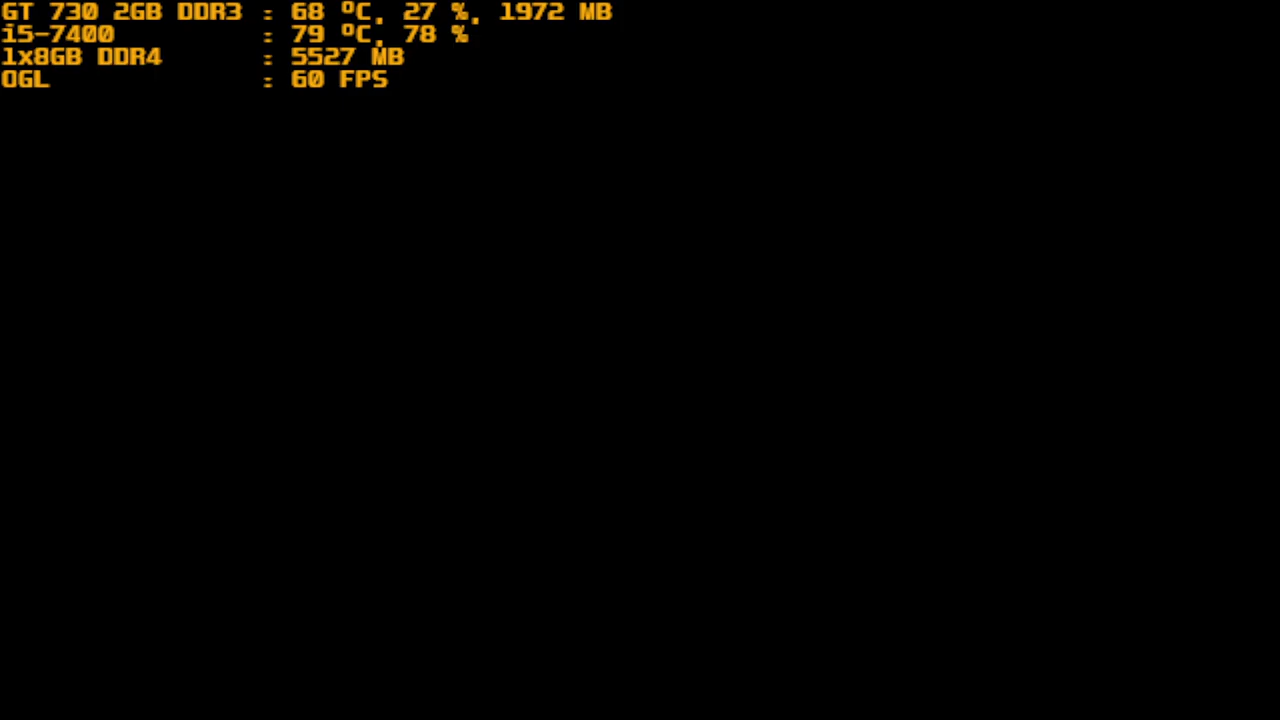 GT 730 2GB DDR3 : 68 ºC, 27 %, 1972 MB
i5-7400 : 79 ºC, 78 %
1x8GB DDR4 : 5527 MB
OGL : 60 FPS